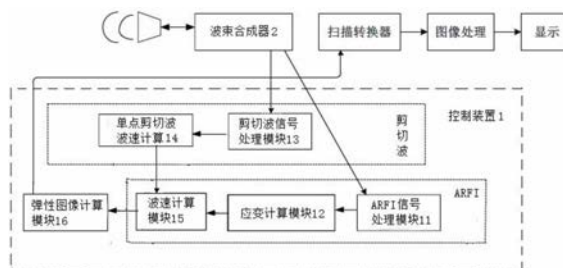 波束合成器2
扫描转换器
图像处理
显示
控制装置1
单点剪切波
波速计算14
剪切波信号
处理模块13
剪
切
波
ARFI
弹性图像计算
模块16
波速计算
模块15
应变计算模块12
ARFI信号
处理模块11